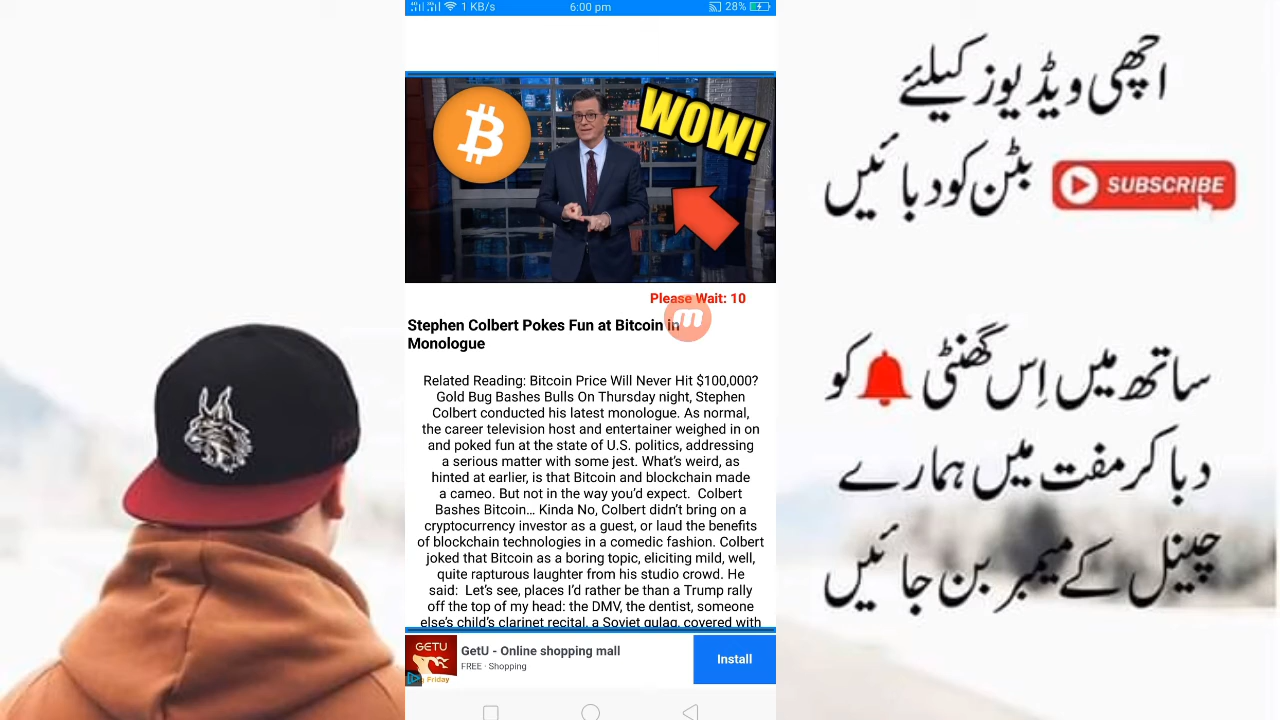 1 KB/s
6:00 pm
28%
WOW!
Please Wait: 10
Stephen Colbert Pokes Fun at Bitcoin in
Monologue
Related Reading: Bitcoin Price Will Never Hit $100,000?
Gold Bug Bashes Bulls On Thursday night, Stephen
Colbert conducted his latest monologue. As normal,
the career television host and entertainer weighed in on
and poked fun at the state of U.S. politics, addressing
a serious matter with some jest. What's weird, as
hinted at earlier, is that Bitcoin and blockchain made
a cameo. But not in the way you'd expect. Colbert
Bashes Bitcoin… Kinda No, Colbert didn't bring on a
cryptocurrency investor as a guest, or laud the benefits
of blockchain technologies in a comedic fashion. Colbert
joked that Bitcoin as a boring topic, eliciting mild, well,
quite rapturous laughter from his studio crowd. He
said: Let's see, places I'd rather be than a Trump rally
off the top of my head: the DMV, the dentist, someone
else's child's clarinet recital, a Soviet gulag, covered with
GETU
Friday
GetU - Online shopping mall
FREE · Shopping
Install
اچھی ویڈیوز کیلئے
بٹن کو دبائیں SUBSCRIBE
ساتھ میں اِس گھنٹی کو
دبا کر مفت میں ہمارے
چینل کے میمبر بن جائیں